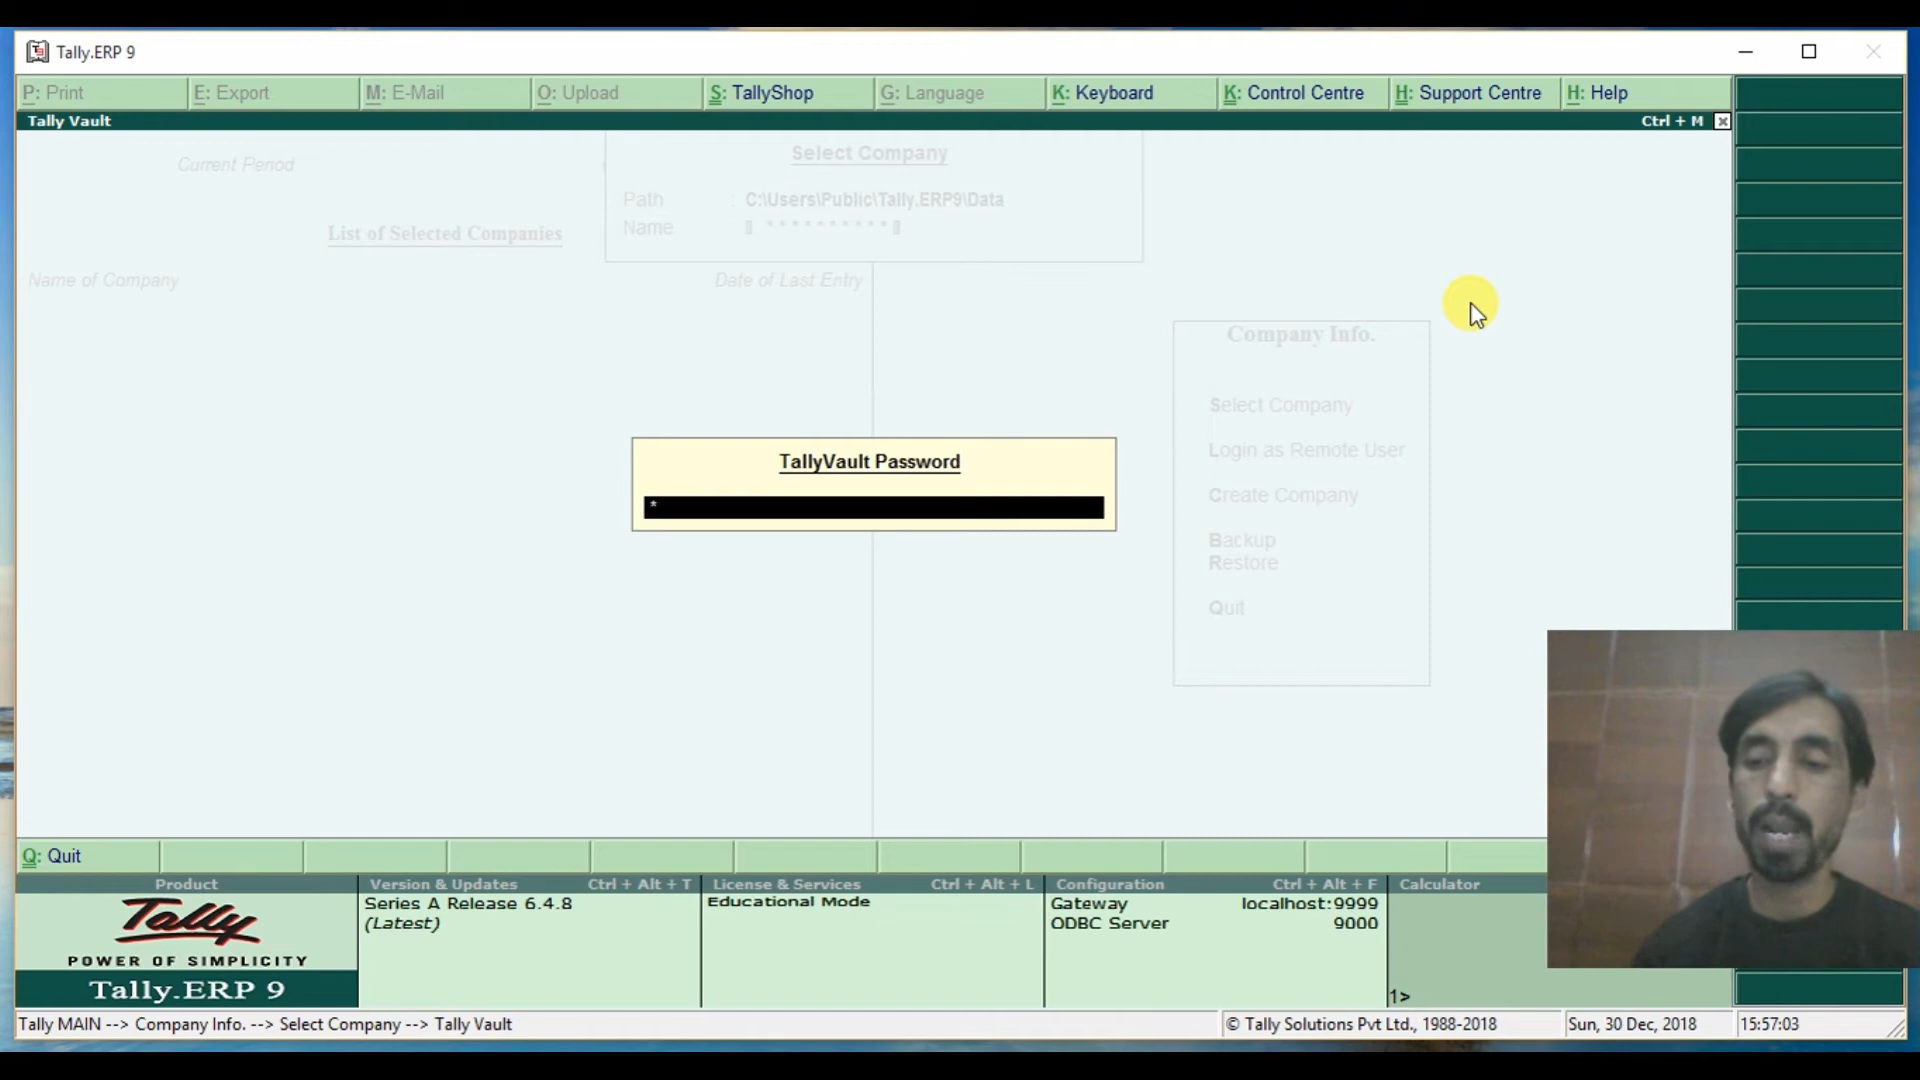 Tally.ERP 9
P: Print
E: Export
M: E-Mail
O: Upload
S: TallyShop
G: Language
K: Keyboard
K: Control Centre
H: Support Centre
H: Help
Tally Vault
Ctrl + M
Current Period
Select Company
Path : C:\Users\Public\Tally.ERP9\Data
Name * * * * * * * * * *
List of Selected Companies
Name of Company
Date of Last Entry
Company Info.
Select Company
Login as Remote User
Create Company
Backup
Restore
Quit
TallyVault Password
*
Q: Quit
Product
Tally
POWER OF SIMPLICITY
Tally.ERP 9
Version & Updates Ctrl + Alt + T
Series A Release 6.4.8
(Latest)
License & Services Ctrl + Alt + L
Educational Mode
Configuration Ctrl + Alt + F
Gateway localhost:9999
ODBC Server 9000
Calculator
1>
Tally MAIN --> Company Info. --> Select Company --> Tally Vault
© Tally Solutions Pvt Ltd., 1988-2018
Sun, 30 Dec, 2018
15:57:03